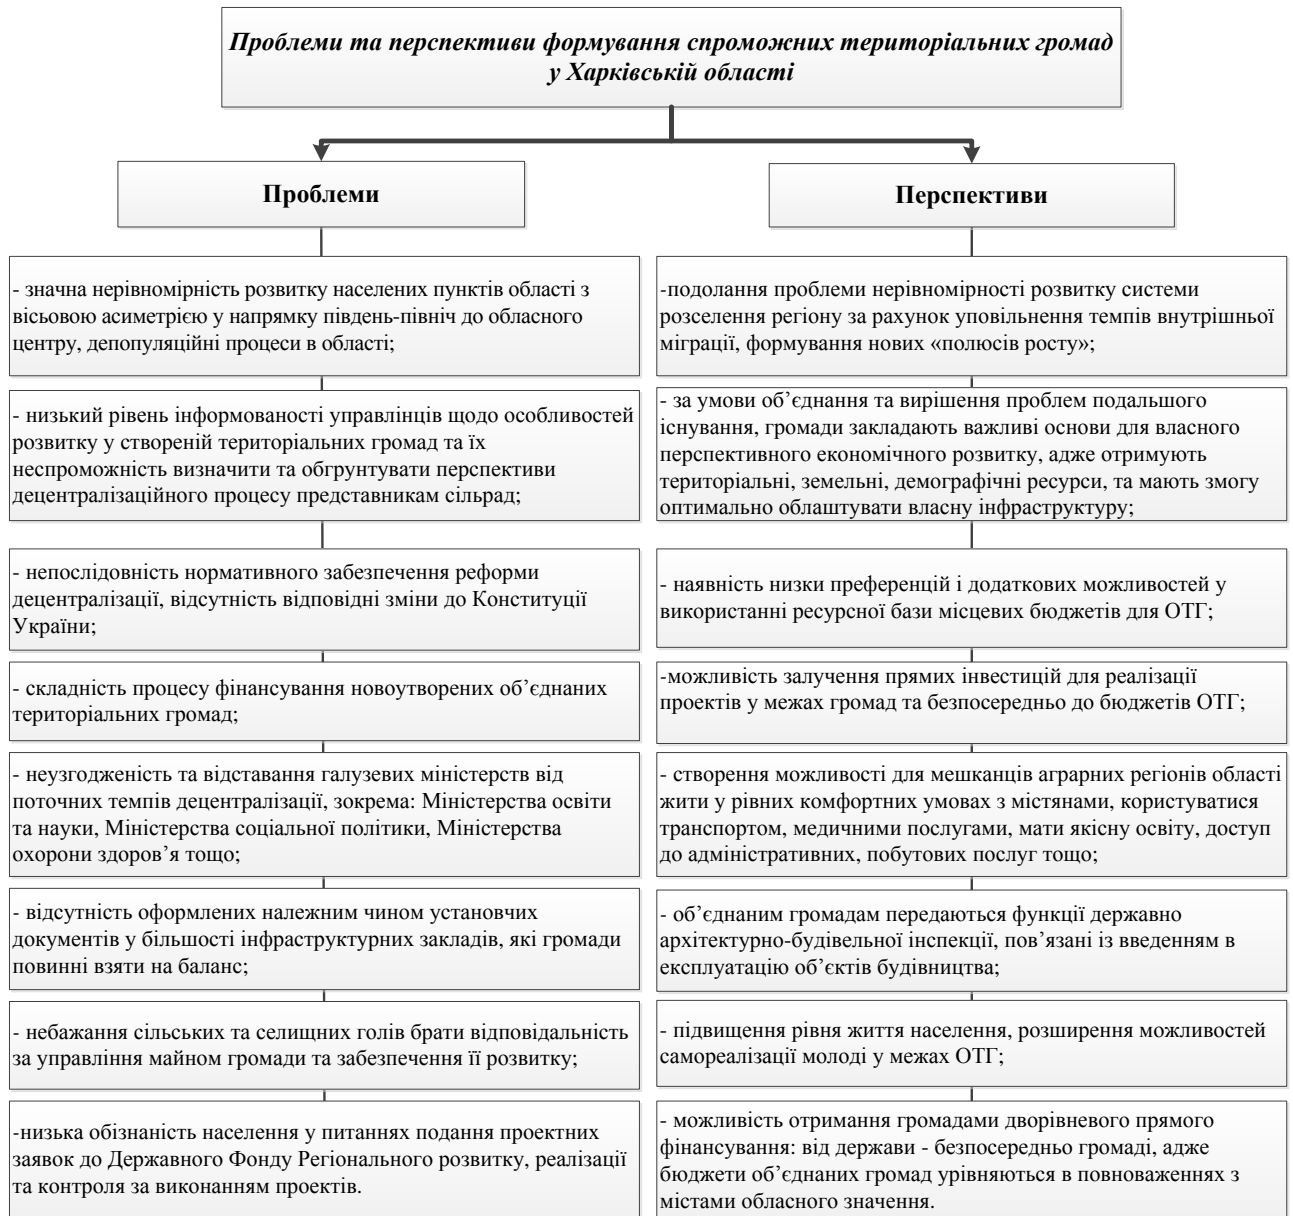 Проблеми та перспективи формування спроможних територіальних громад
у Харківській області
Проблеми
- значна нерівномірність розвитку населених пунктів області з
вісьовою асиметрією у напрямку південь-північ до обласного
центру, депопуляційні процеси в області;
- низький рівень інформованості управлінців щодо особливостей
розвитку у створеній територіальних громад та їх
неспроможність визначити та обгрунтувати перспективи
децентралізаційного процесу представникам сільрад;
- непослідовність нормативного забезпечення реформи
децентралізації, відсутність відповідні зміни до Конституції
України;
- складність процесу фінансування новоутворених об’єднаних
територіальних громад;
- неузгодженість та відставання галузевих міністерств від
поточних темпів децентралізації, зокрема: Міністерства освіти
та науки, Міністерства соціальної політики, Міністерства
охорони здоров’я тощо;
- відсутність оформлених належним чином установчих
документів у більшості інфраструктурних закладів, які громади
повинні взяти на баланс;
- небажання сільських та селищних голів брати відповідальність
за управління майном громади та забезпечення її розвитку;
-низька обізнаність населення у питаннях подання проектних
заявок до Державного Фонду Регіонального розвитку, реалізації
та контроля за виконанням проектів.
Перспективи
-подолання проблеми нерівномірності розвитку системи
розселення регіону за рахунок уповільнення темпів внутрішньої
міграції, формування нових «полюсів росту»;
- за умови об’єднання та вирішення проблем подальшого
існування, громади закладають важливі основи для власного
перспективного економічного розвитку, адже отримують
територіальні, земельні, демографічні ресурси, та мають змогу
оптимально облаштувати власну інфраструктуру;
- наявність низки преференцій і додаткових можливостей у
використанні ресурсної бази місцевих бюджетів для ОТГ;
-можливість залучення прямих інвестицій для реалізації
проектів у межах громад та безпосередньо до бюджетів ОТГ;
- створення можливості для мешканців аграрних регіонів області
жити у рівних комфортних умовах з містянами, користуватися
транспортом, медичними послугами, мати якісну освіту, доступ
до адміністративних, побутових послуг тощо;
- об’єднаним громадам передаються функції державно
архітектурно-будівельної інспекції, пов’язані із введенням в
експлуатацію об’єктів будівництва;
- підвищення рівня життя населення, розширення можливостей
самореалізації молоді у межах ОТГ;
- можливість отримання громадами дворівневого прямого
фінансування: від держави - безпосередньо громаді, адже
бюджети об’єднаних громад урівняються в повноваженнях з
містами обласного значення.